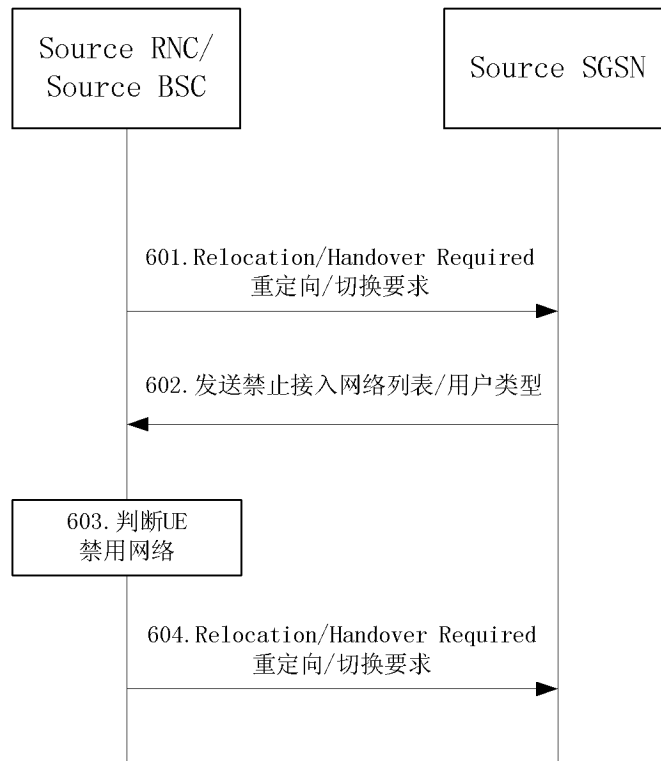 Source RNC/
Source BSC
Source SGSN
601.Relocation/Handover Required
重定向/切换要求
602.发送禁止接入网络列表/用户类型
603.判断UE
禁用网络
604.Relocation/Handover Required
重定向/切换要求